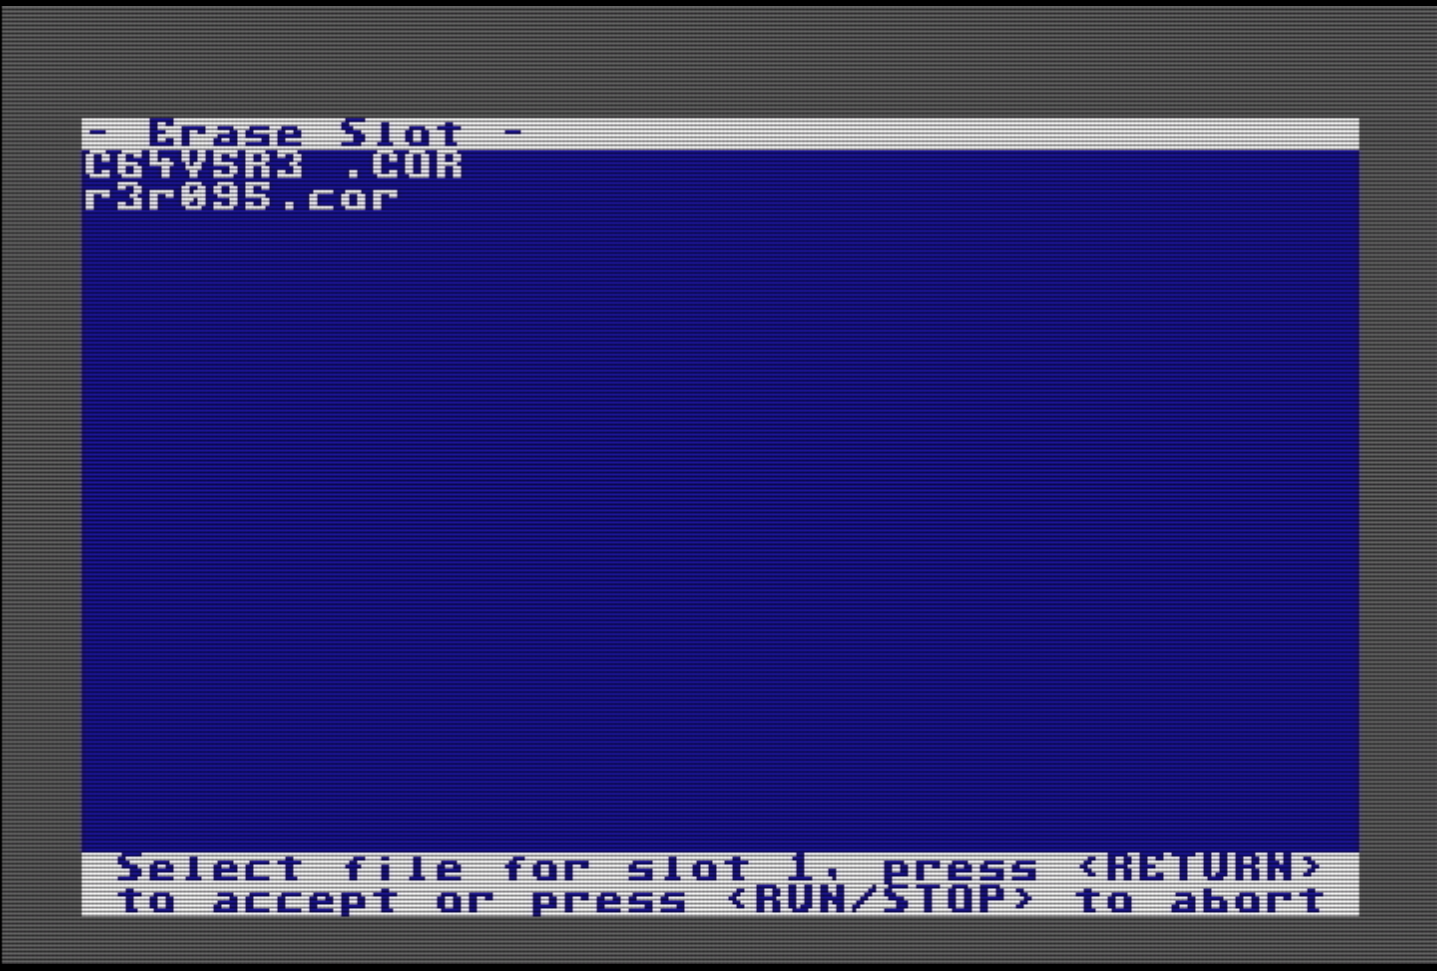 - Erase Slot -
C64VSR3 .COR
r3r095.cor
Select file for slot 1, press <RETURN>
to accept or press <RUN/STOP> to abort